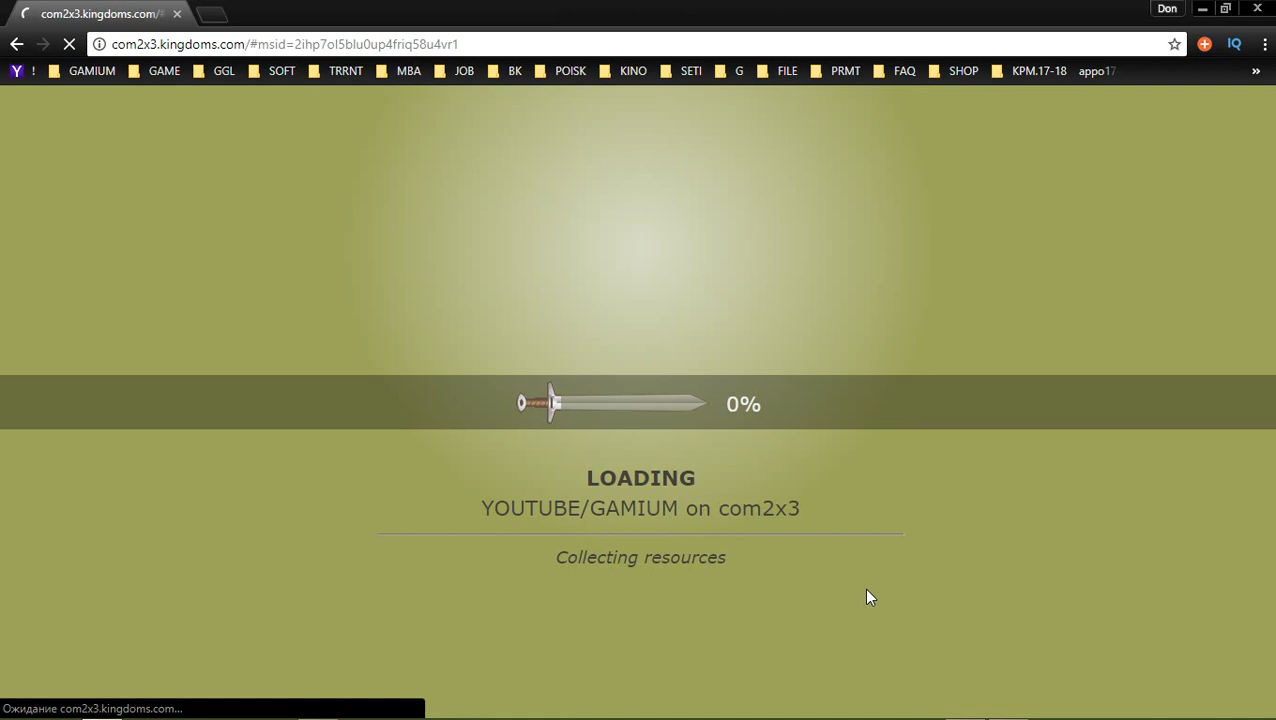 com2x3.kingdoms.com/#
Don
com2x3.kingdoms.com/#msid=2ihp7ol5blu0up4friq58u4vr1
IQ
Y ! GAMIUM GAME GGL SOFT TRRNT MBA JOB BK POISK KINO SETI G FILE PRMT FAQ SHOP KPM.17-18 appo17 »
0%
LOADING
YOUTUBE/GAMIUM on com2x3
Collecting resources
Ожидание com2x3.kingdoms.com...